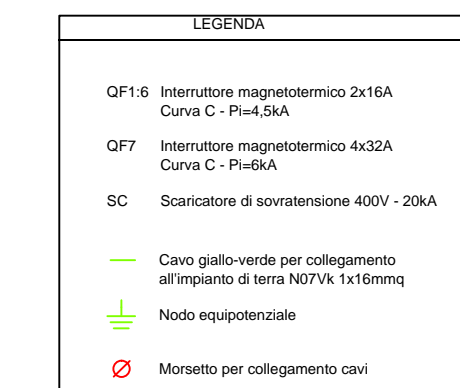 LEGENDA
QF1:6 Interruttore magnetotermico 2x16A
Curva C - Pi=4,5kA
QF7 Interruttore magnetotermico 4x32A
Curva C - Pi=6kA
SC Scaricatore di sovratensione 400V - 20kA
Cavo giallo-verde per collegamento
all'impianto di terra N07Vk 1x16mmq
Nodo equipotenziale
Morsetto per collegamento cavi